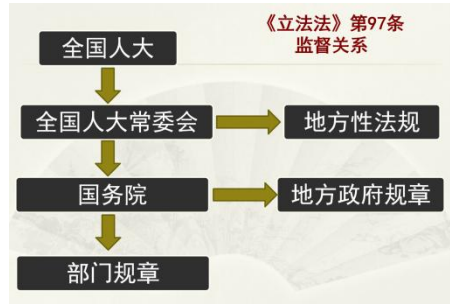 《立法法》第97条
监督关系
全国人大
全国人大常委会
地方性法规
国务院
地方政府规章
部门规章